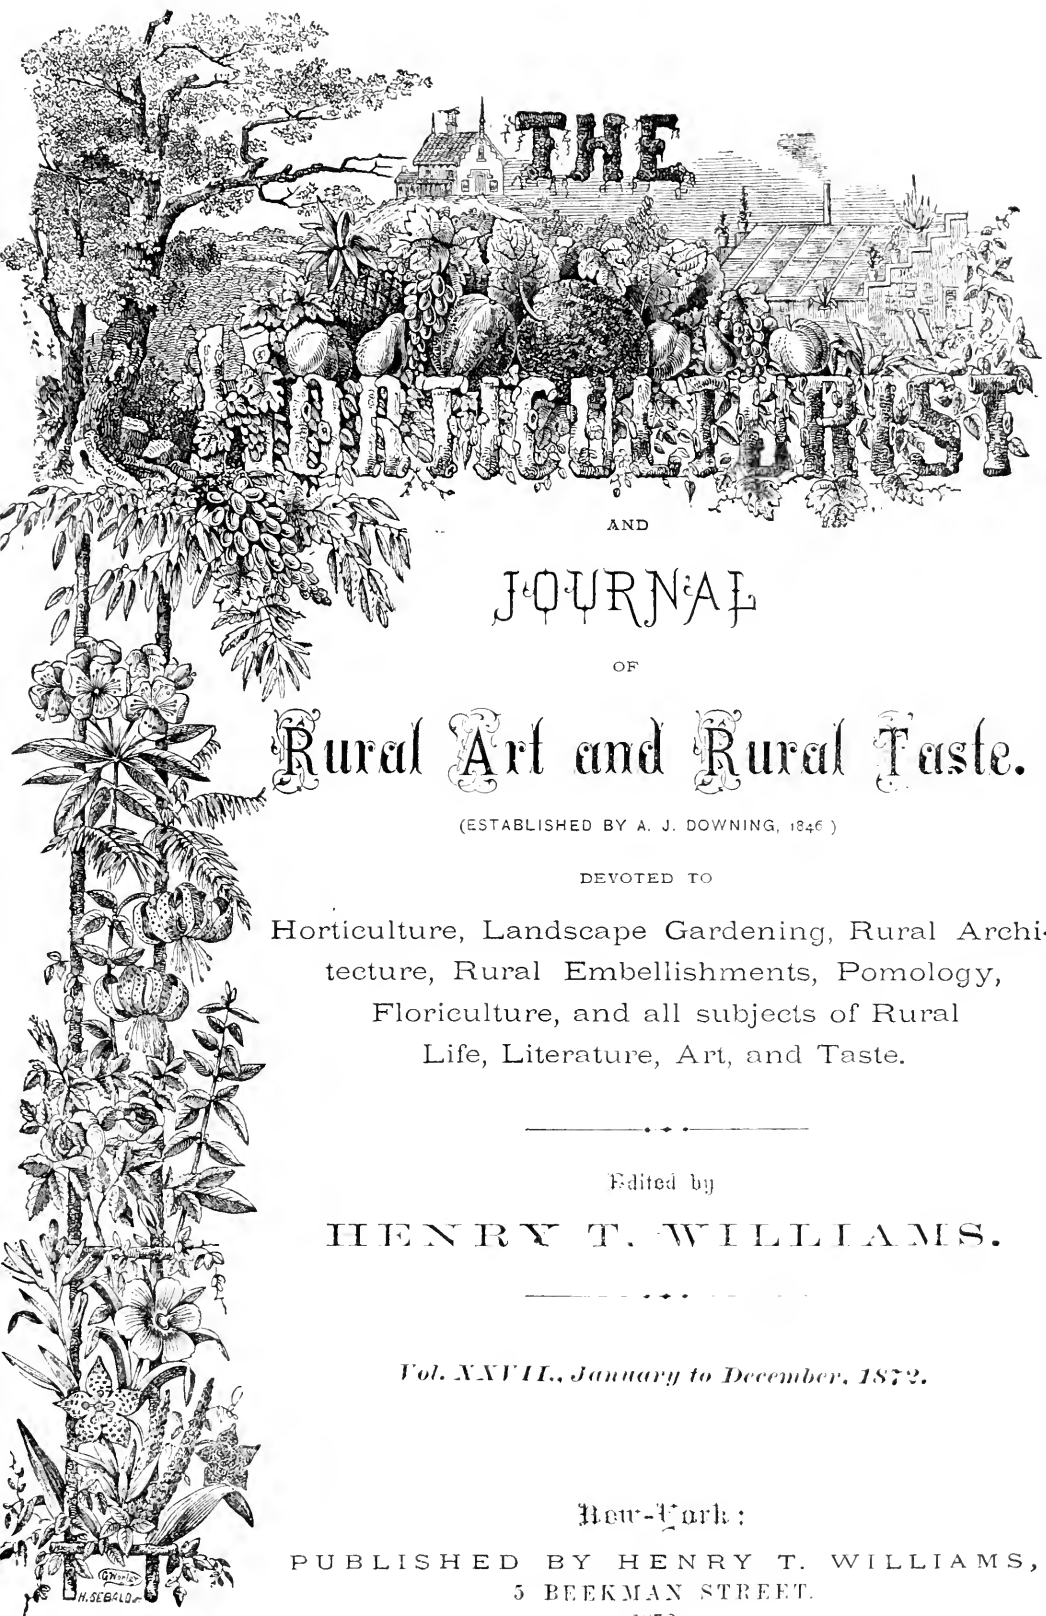 THE
HORTICULTURIST
AND
JOURNAL
OF
Rural Art and Rural Taste.
(ESTABLISHED BY A. J. DOWNING, 1846)
DEVOTED TO
Horticulture, Landscape Gardening, Rural Archi-
tecture, Rural Embellishments, Pomology,
Floriculture, and all subjects of Rural
Life, Literature, Art, and Taste.
Edited by
HENRY T. WILLIAMS.
Vol. XXVII., January to December, 1872.
New-York:
PUBLISHED BY HENRY T. WILLIAMS,
5 BEEKMAN STREET.
H. SEBALD